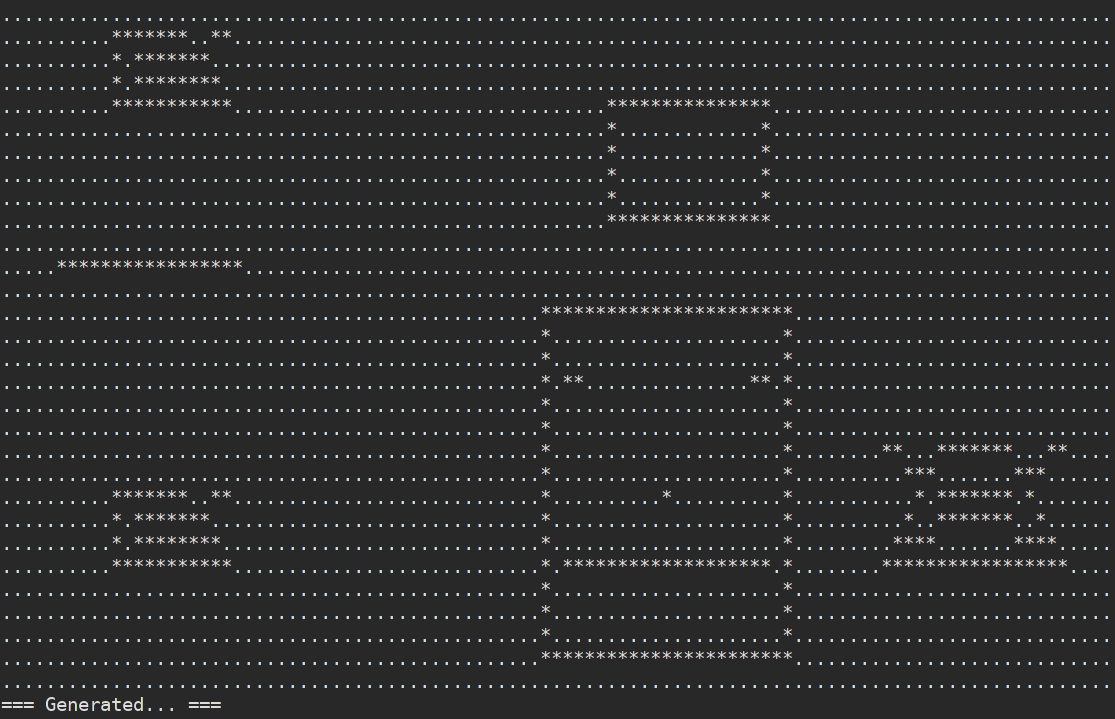 === Generated... ===